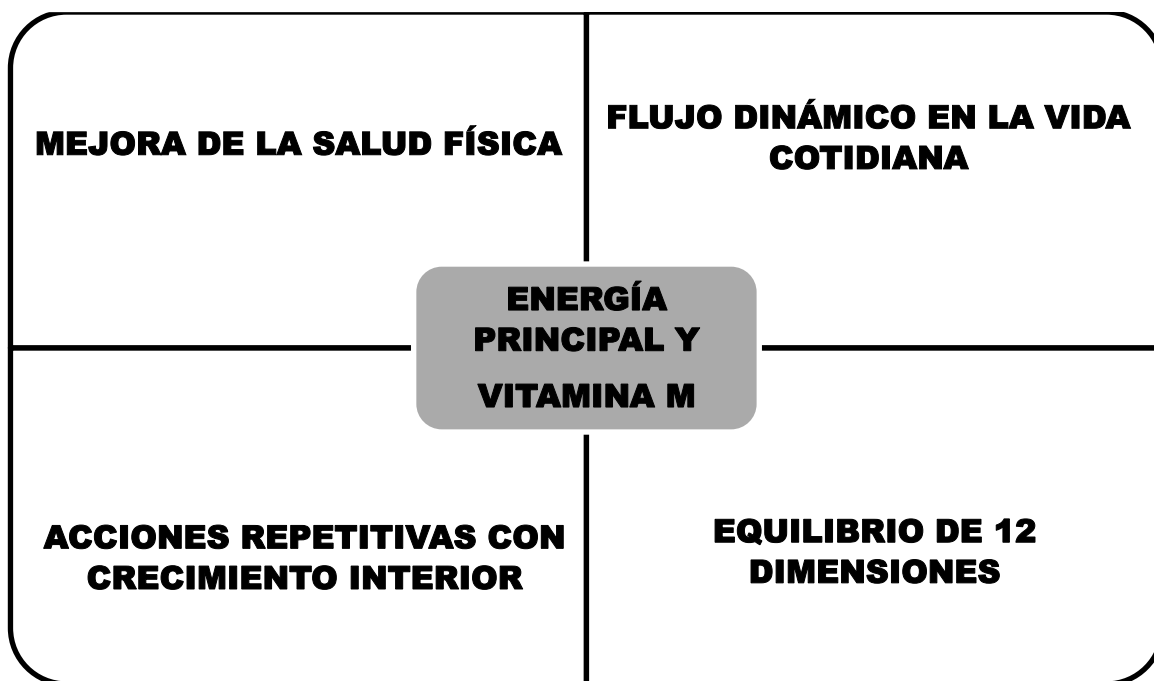 MEJORA DE LA SALUD FÍSICA
FLUJO DINÁMICO EN LA VIDA
COTIDIANA
ENERGÍA
PRINCIPAL Y
VITAMINA M
ACCIONES REPETITIVAS CON
CRECIMIENTO INTERIOR
EQUILIBRIO DE 12
DIMENSIONES